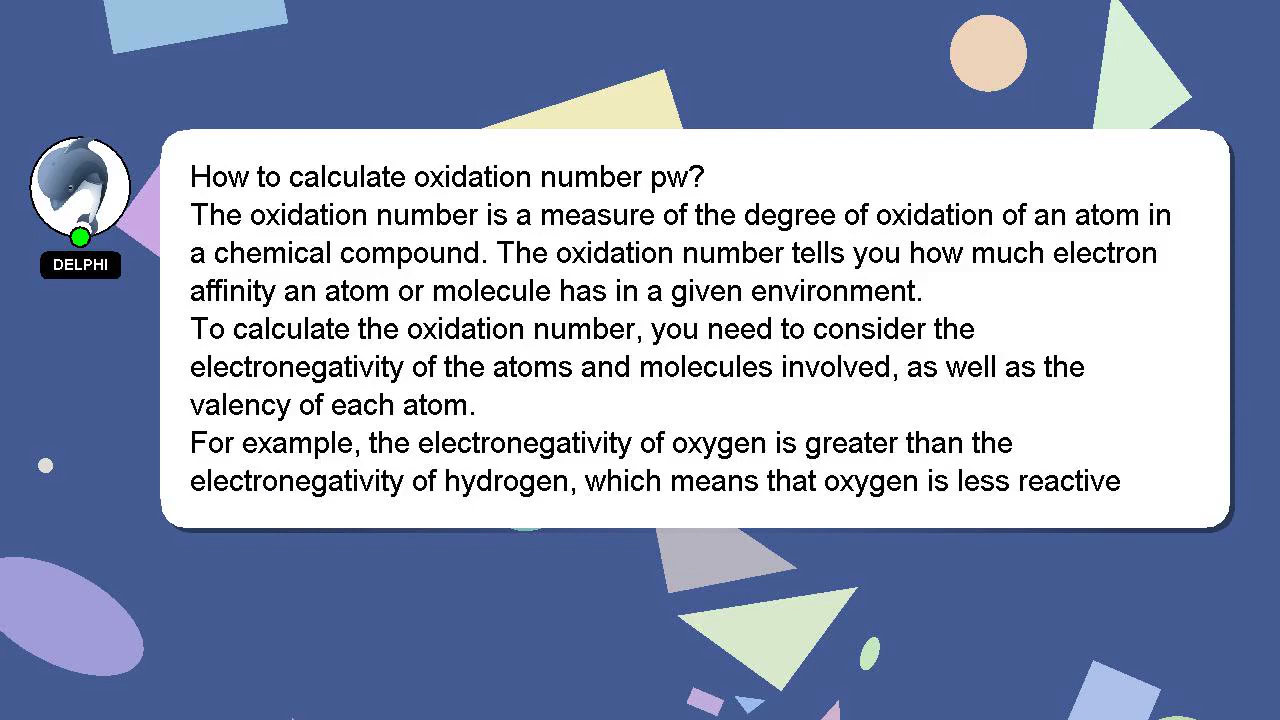 DELPHI
How to calculate oxidation number pw?
The oxidation number is a measure of the degree of oxidation of an atom in
a chemical compound. The oxidation number tells you how much electron
affinity an atom or molecule has in a given environment.
To calculate the oxidation number, you need to consider the
electronegativity of the atoms and molecules involved, as well as the
valency of each atom.
For example, the electronegativity of oxygen is greater than the
electronegativity of hydrogen, which means that oxygen is less reactive